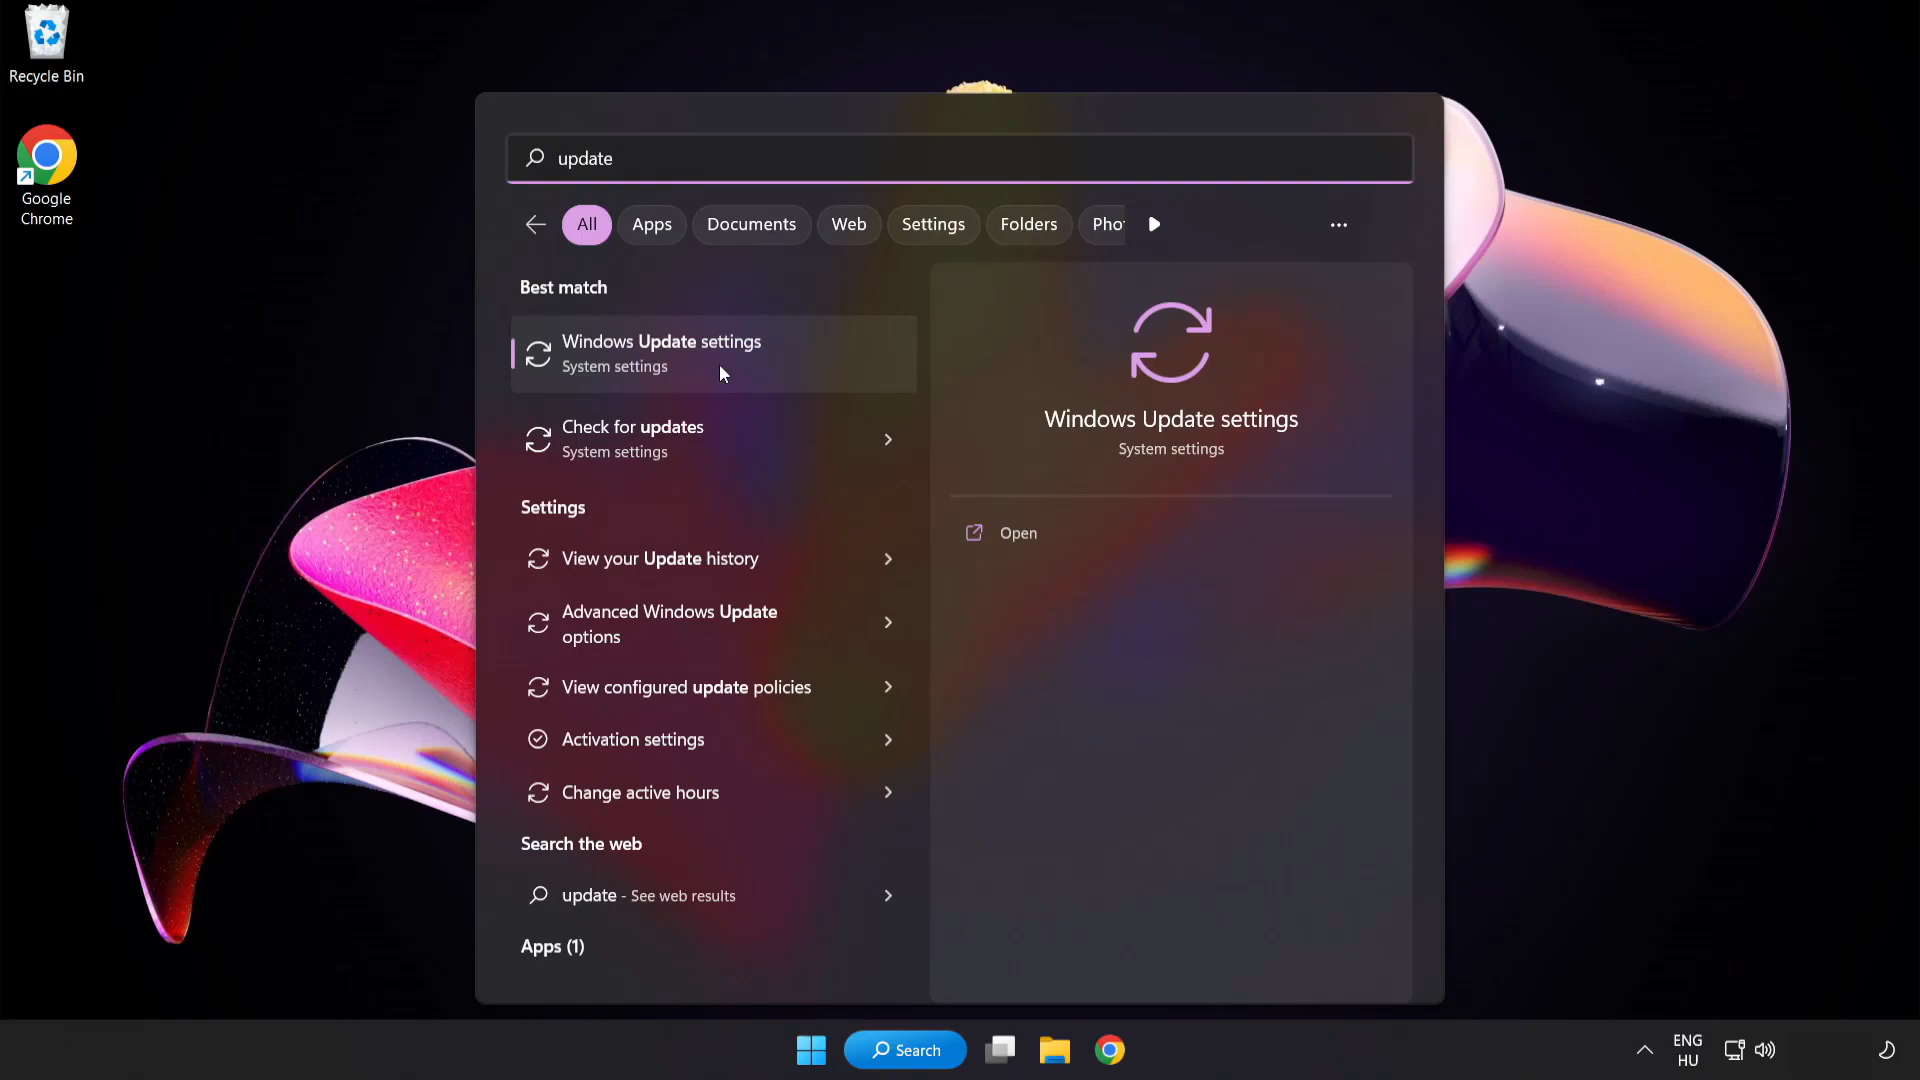 Recycle Bin
Google
Chrome
update
All
Apps
Documents
Web
Settings
Folders
Pho
Best match
Windows Update settings
System settings
Check for updates
System settings
Settings
View your Update history
Advanced Windows Update
options
View configured update policies
Activation settings
Change active hours
Search the web
update - See web results
Apps (1)
Windows Update settings
System settings
Open
Search
ENG
HU